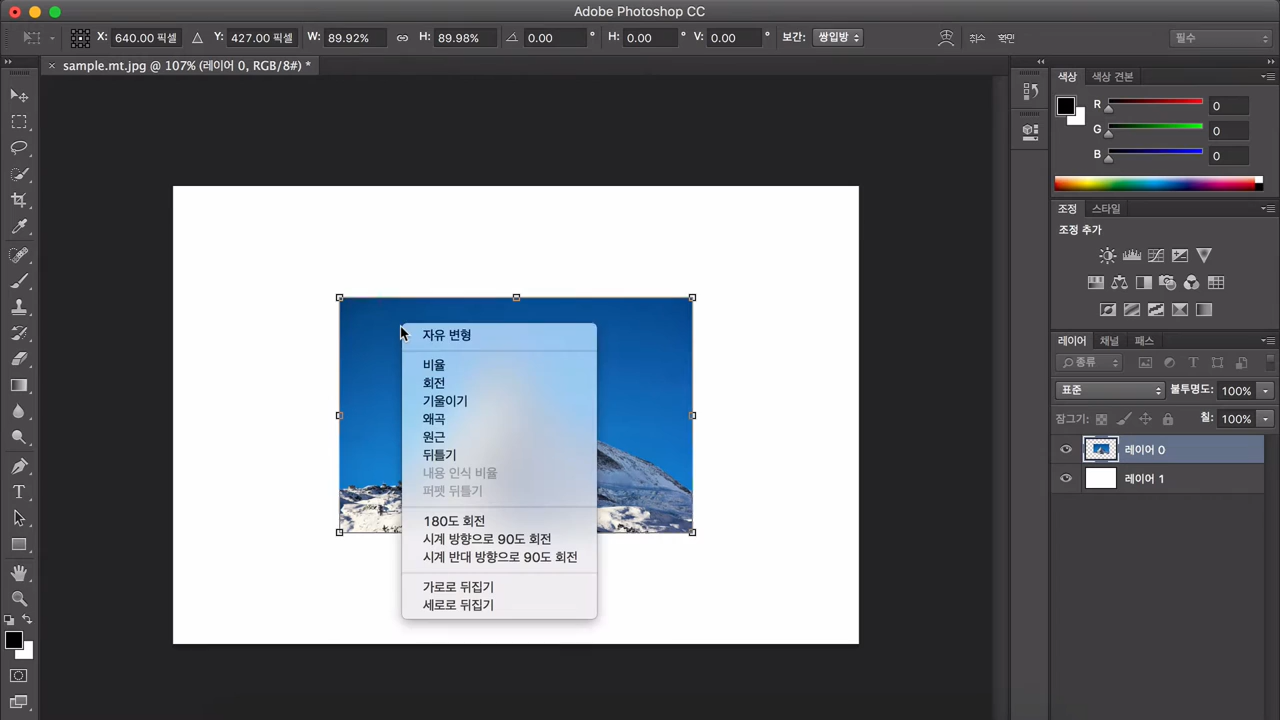 Adobe Photoshop CC
X: 640.00 픽셀 Y: 427.00 픽셀 W: 89.92% H: 89.98% 0.00 ° H: 0.00 ° V: 0.00 ° 보간: 쌍입방 취소 확인 필수
× sample.mt.jpg @ 107% (레이어 0, RGB/8#) *
색상 색상 견본
R 0
G 0
B 0
조정 스타일
조정 추가
레이어 채널 패스
종류
표준 불투명도: 100%
잠그기: 칠: 100%
레이어 0
레이어 1
자유 변형
비율
회전
기울이기
왜곡
원근
뒤틀기
내용 인식 비율
퍼펫 뒤틀기
180도 회전
시계 방향으로 90도 회전
시계 반대 방향으로 90도 회전
가로로 뒤집기
세로로 뒤집기